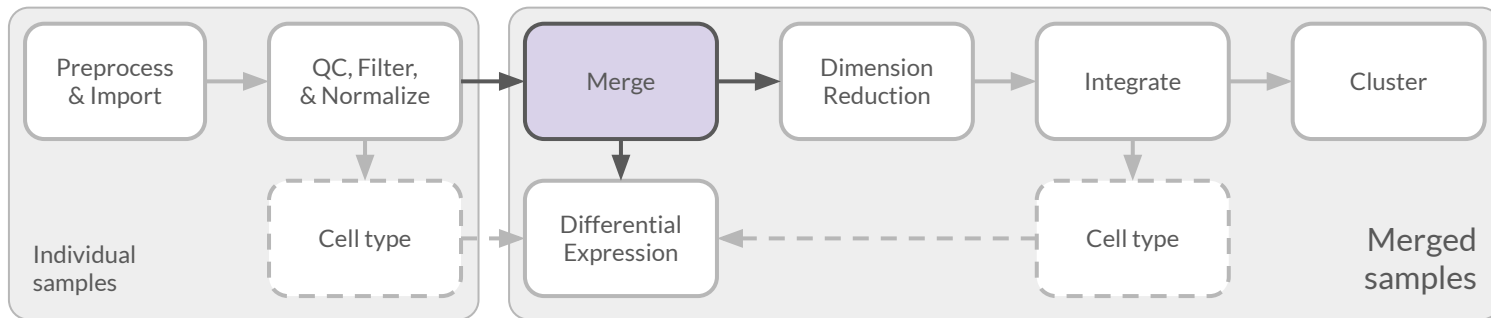 Preprocess
& Import
QC, Filter,
& Normalize
Merge
Dimension
Reduction
Integrate
Cluster
Cell type
Differential
Expression
Cell type
Individual
samples
Merged
samples